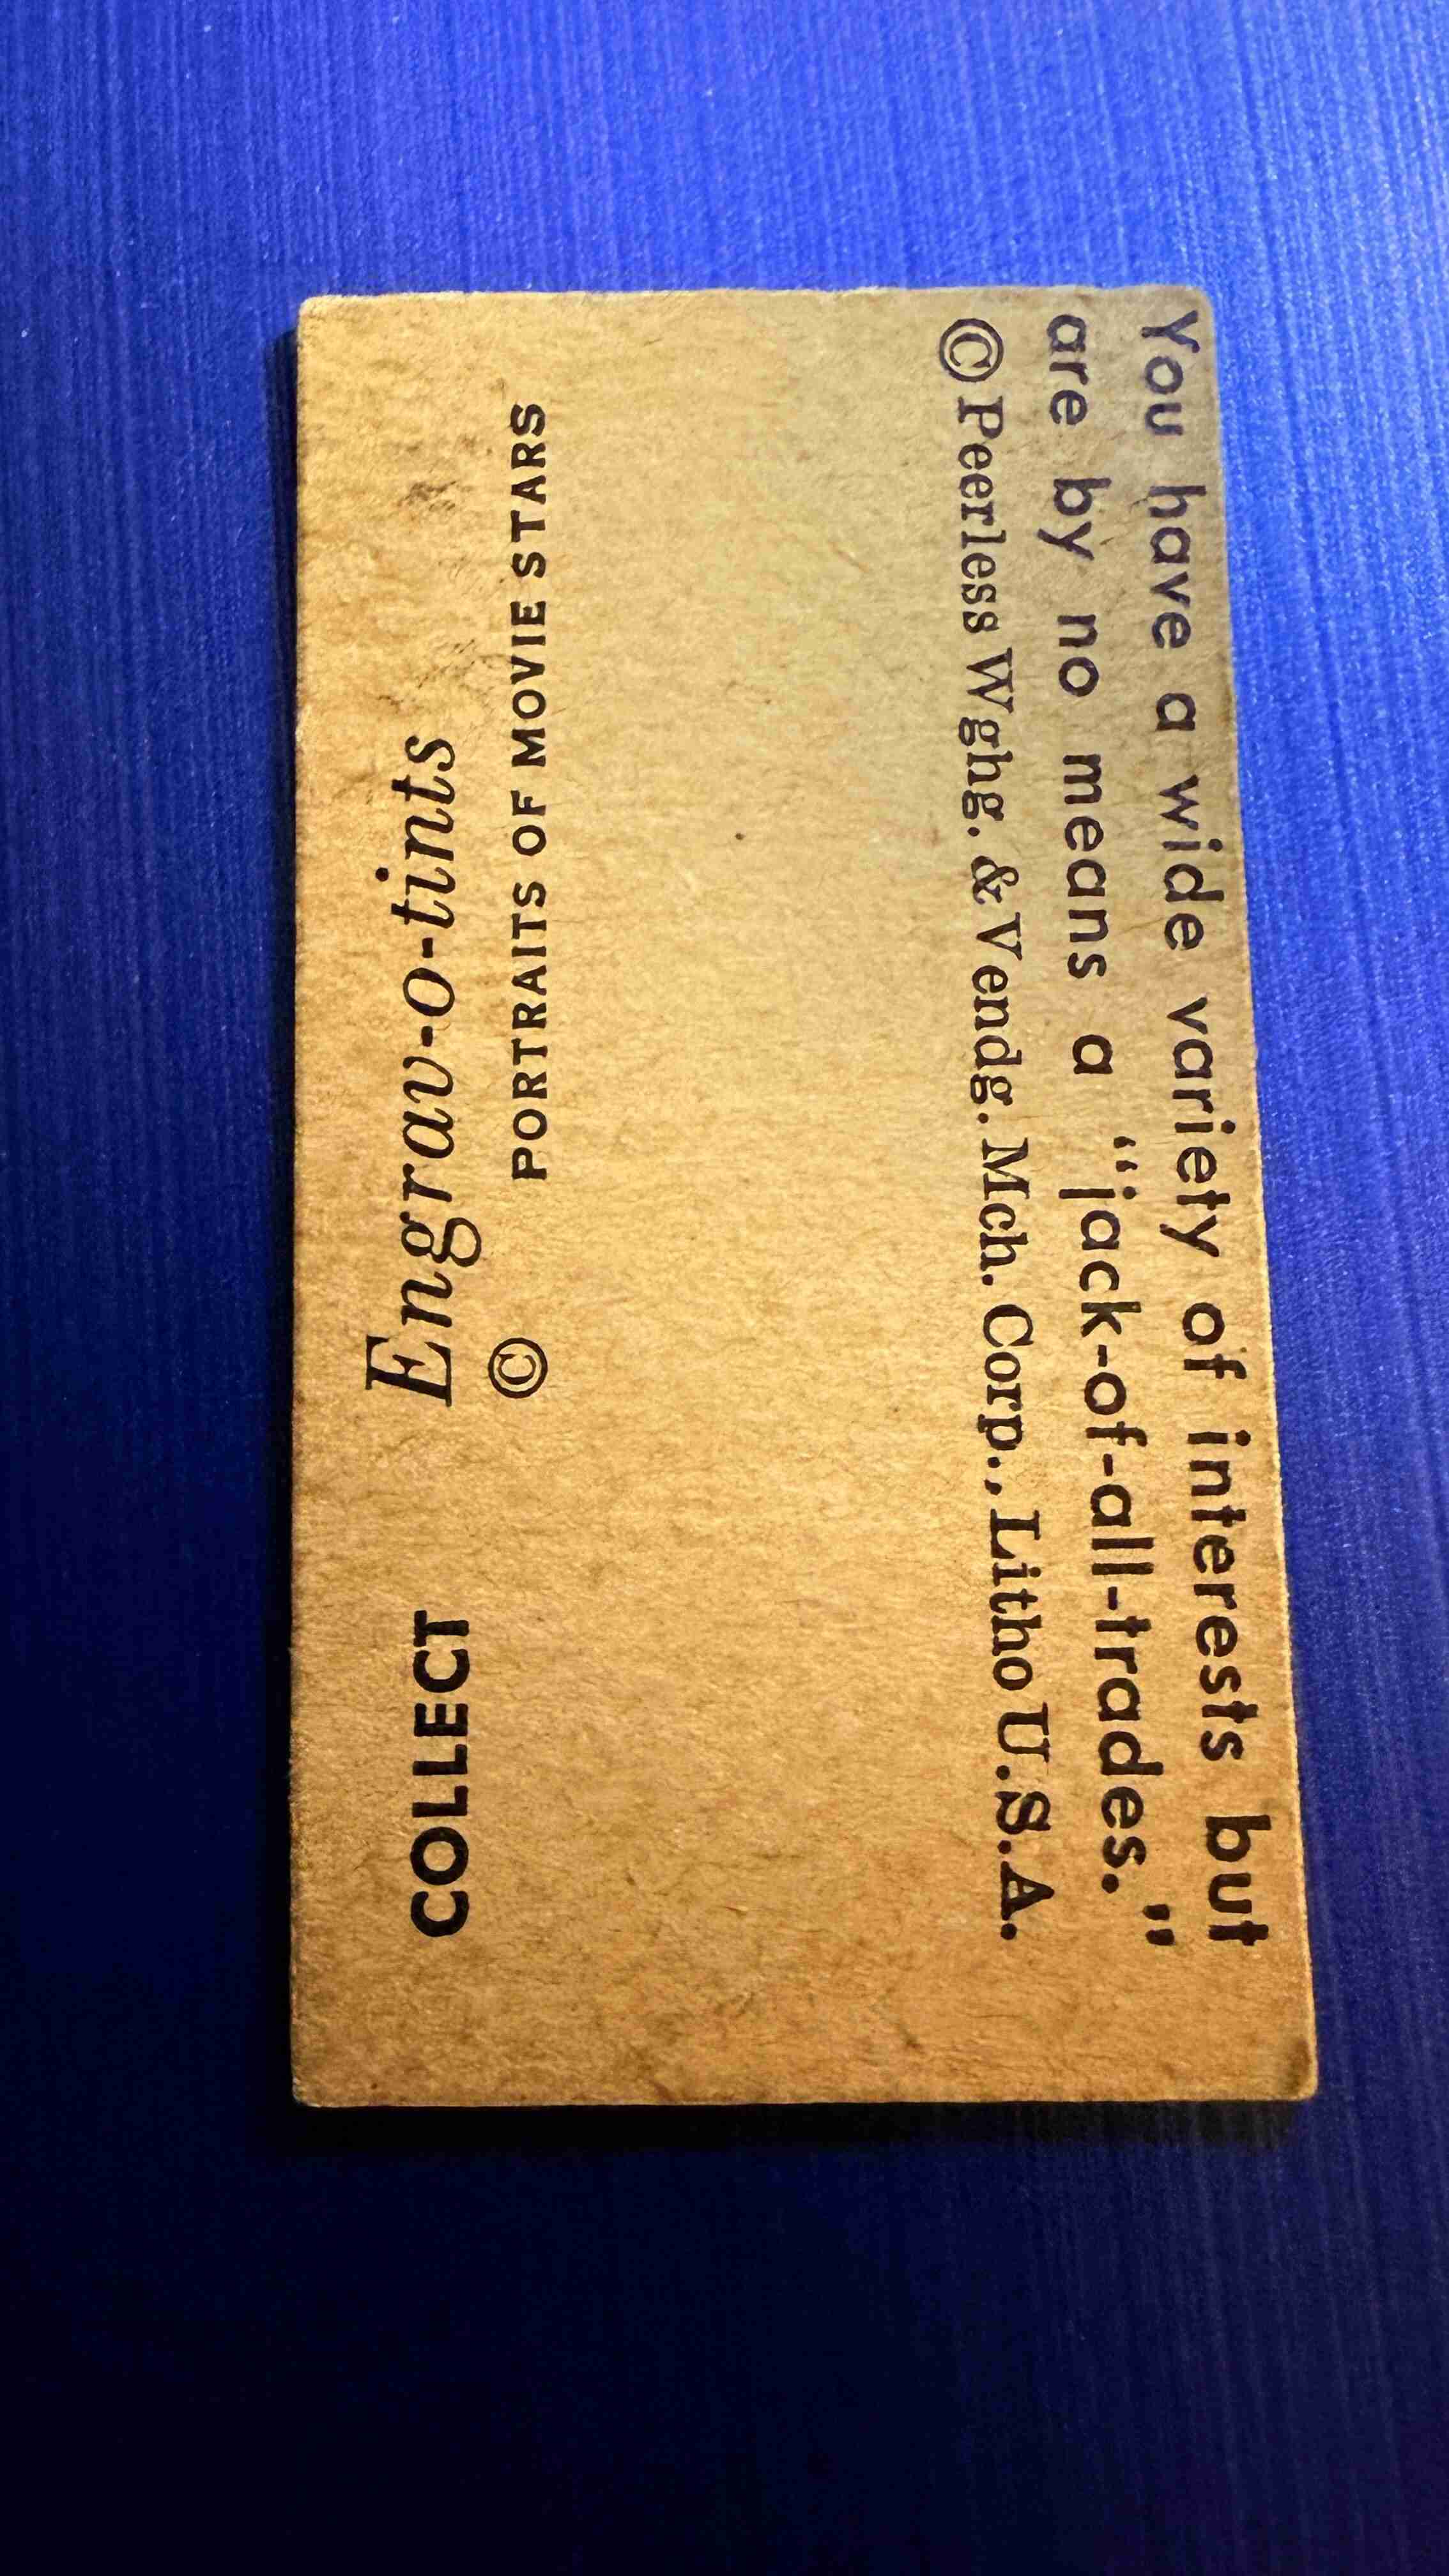 You have a wide variety of interests but
are by no means a "jack-of-all-trades."
© Peerless Wghg. & Vendg. Mch. Corp., Litho U.S.A.
COLLECT Engrav-o-tints
© PORTRAITS OF MOVIE STARS